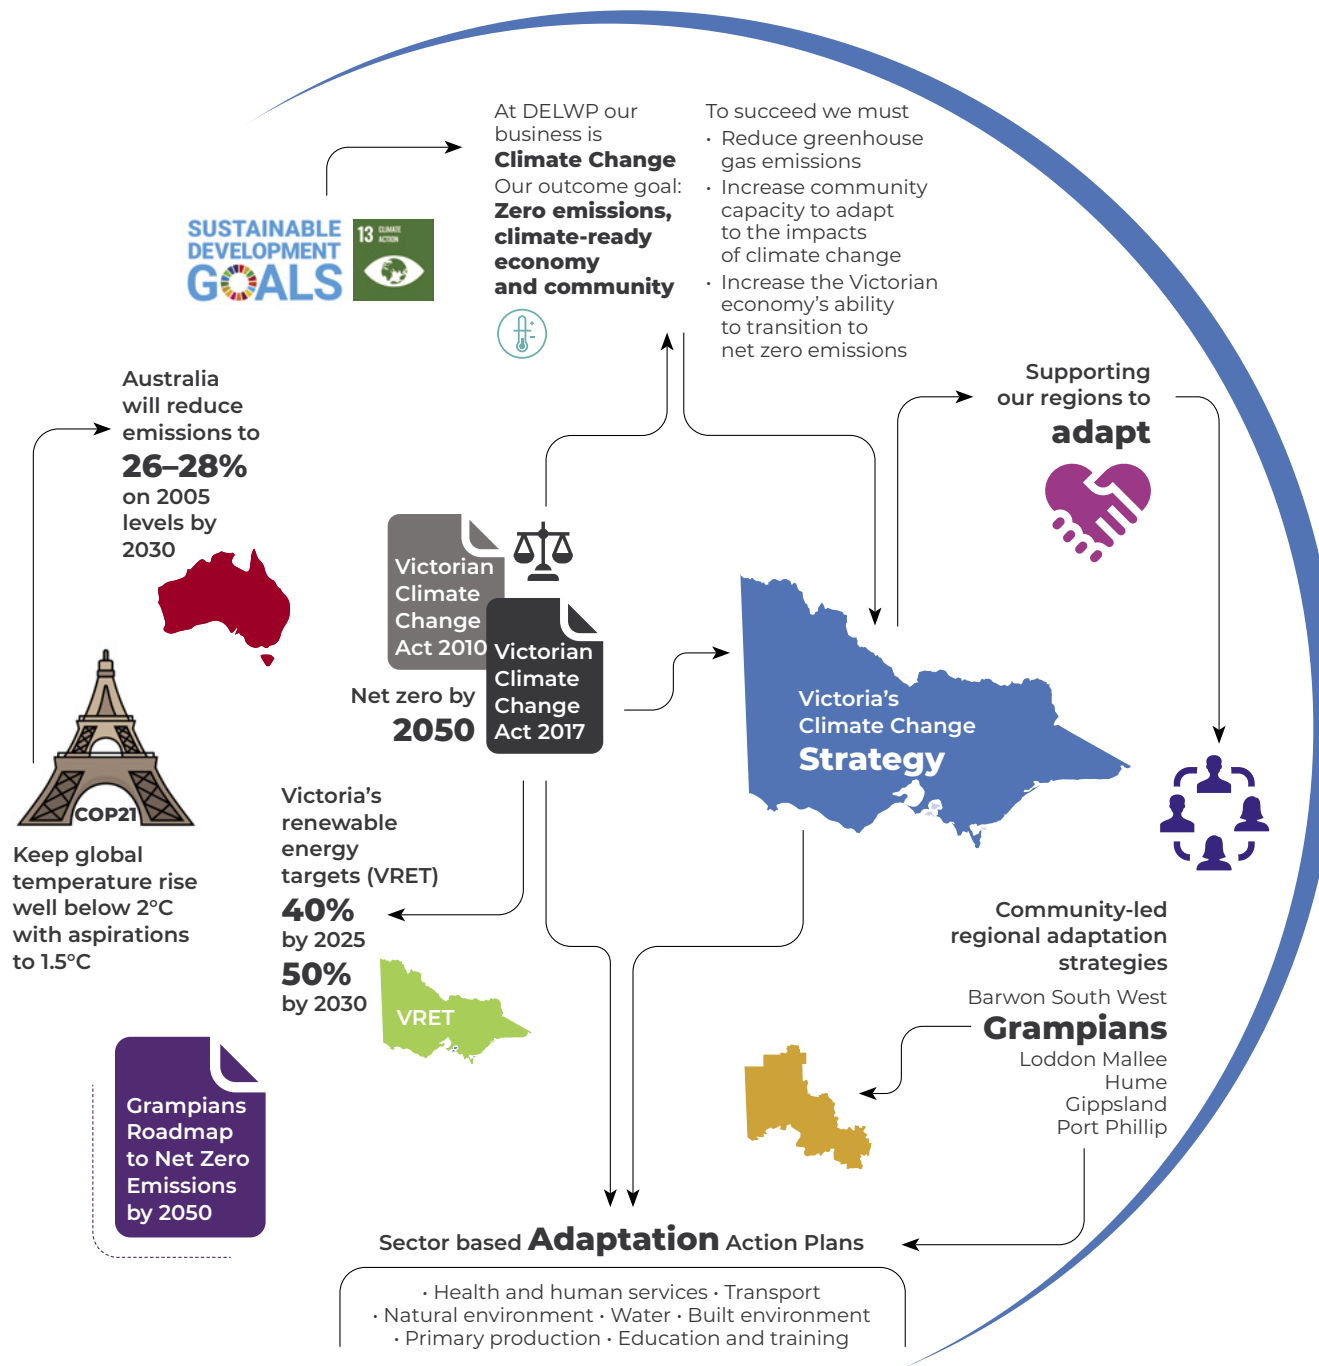 At DELWP our
business is
Climate Change
Our outcome goal:
Zero emissions,
climate-ready
economy
and community
To succeed we must
· Reduce greenhouse
gas emissions
· Increase community
capacity to adapt
to the impacts
of climate change
· Increase the Victorian
economy's ability
to transition to
net zero emissions
SUSTAINABLE
DEVELOPMENT
GOALS
13 CLIMATE
ACTION
Australia
will reduce
emissions to
26–28%
on 2005
levels by
2030
Supporting
our regions to
adapt
Victorian
Climate
Change
Act 2010
Victorian
Climate
Change
Act 2017
Net zero by
2050
Victoria's
Climate Change
Strategy
COP21
Keep global
temperature rise
well below 2°C
with aspirations
to 1.5°C
Victoria's
renewable
energy
targets (VRET)
40%
by 2025
50%
by 2030
VRET
Community-led
regional adaptation
strategies
Barwon South West
Grampians
Loddon Mallee
Hume
Gippsland
Port Phillip
Grampians
Roadmap
to Net Zero
Emissions
by 2050
Sector based Adaptation Action Plans
· Health and human services · Transport
· Natural environment · Water · Built environment
· Primary production · Education and training